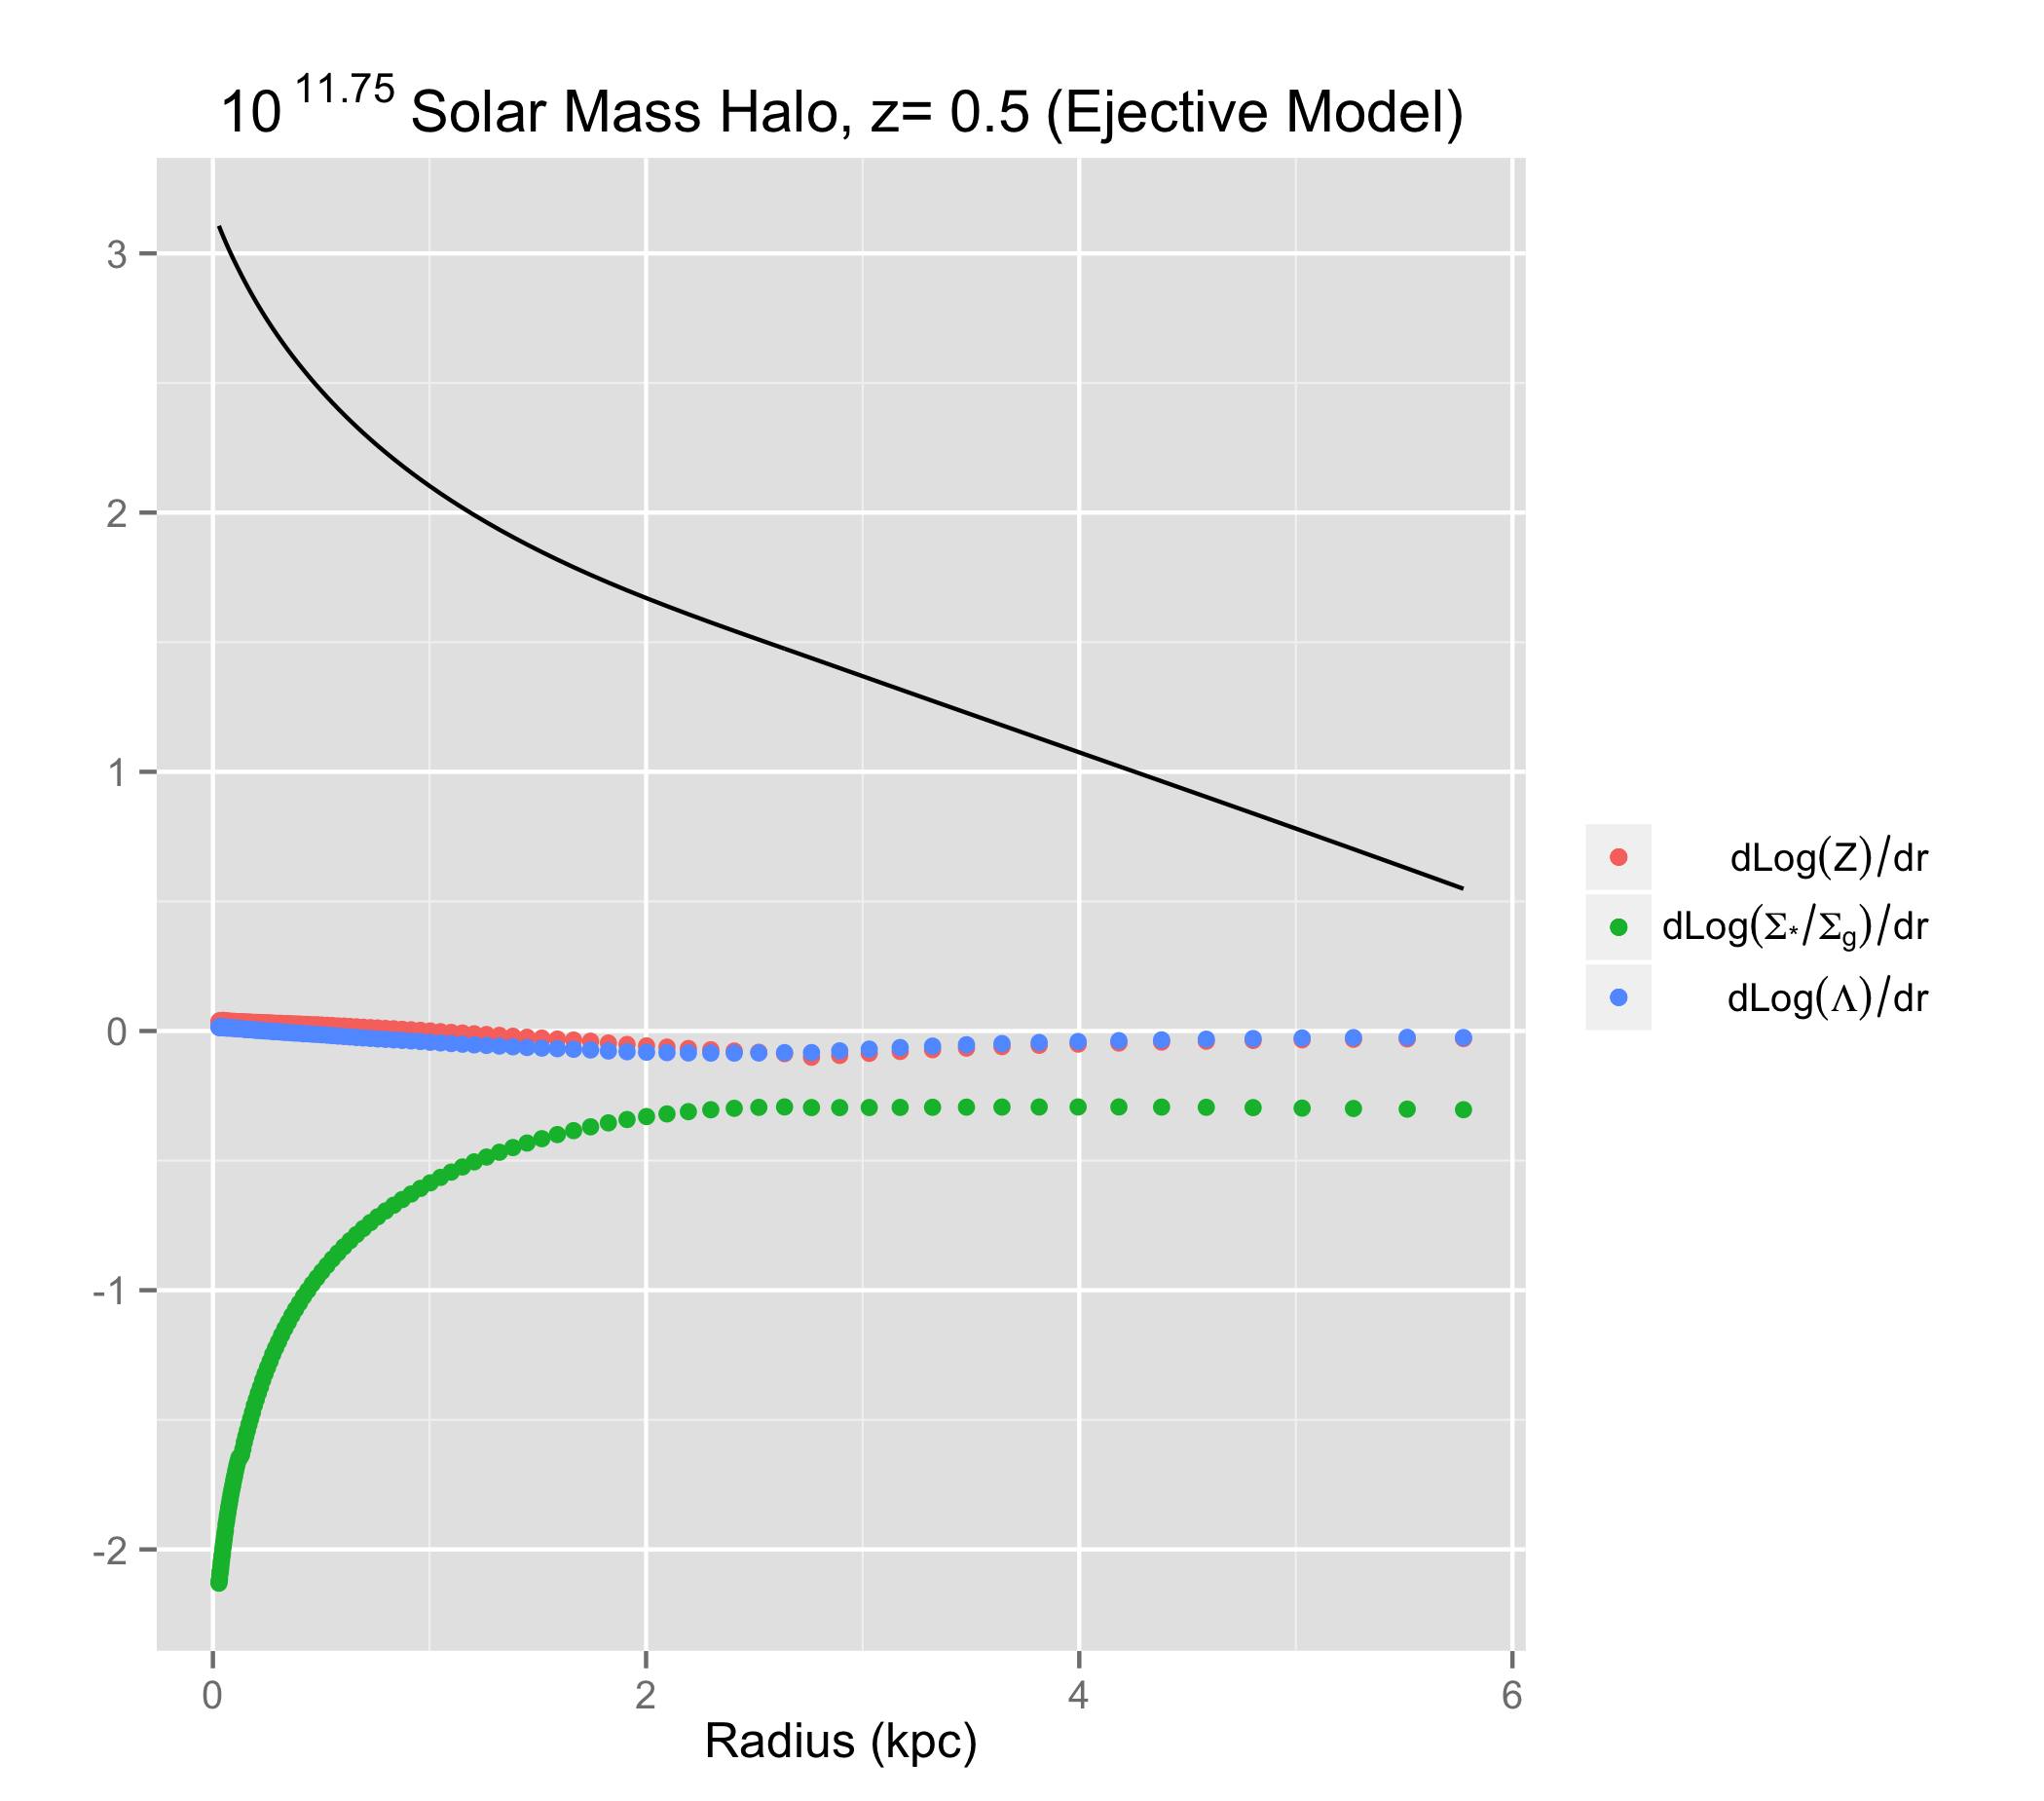 10^11.75 Solar Mass Halo, z= 0.5 (Ejective Model)
3
2
1
0
-1
-2
0 2 4 6
Radius (kpc)
dLog(Z)/dr
dLog(Σ*/Σg)/dr
dLog(Λ)/dr